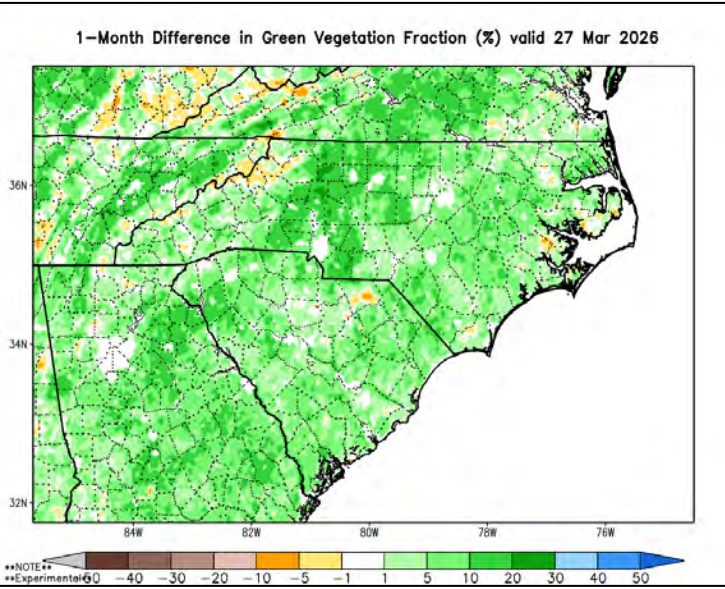 1-Month Difference in Green Vegetation Fraction (%) valid 27 Mar 2026
36N
34N
32N
84W 82W 80W 78W 76W
**NOTE**
**Experimental
-40 -30 -20 -10 -5 -1 1 5 10 20 30 40 50